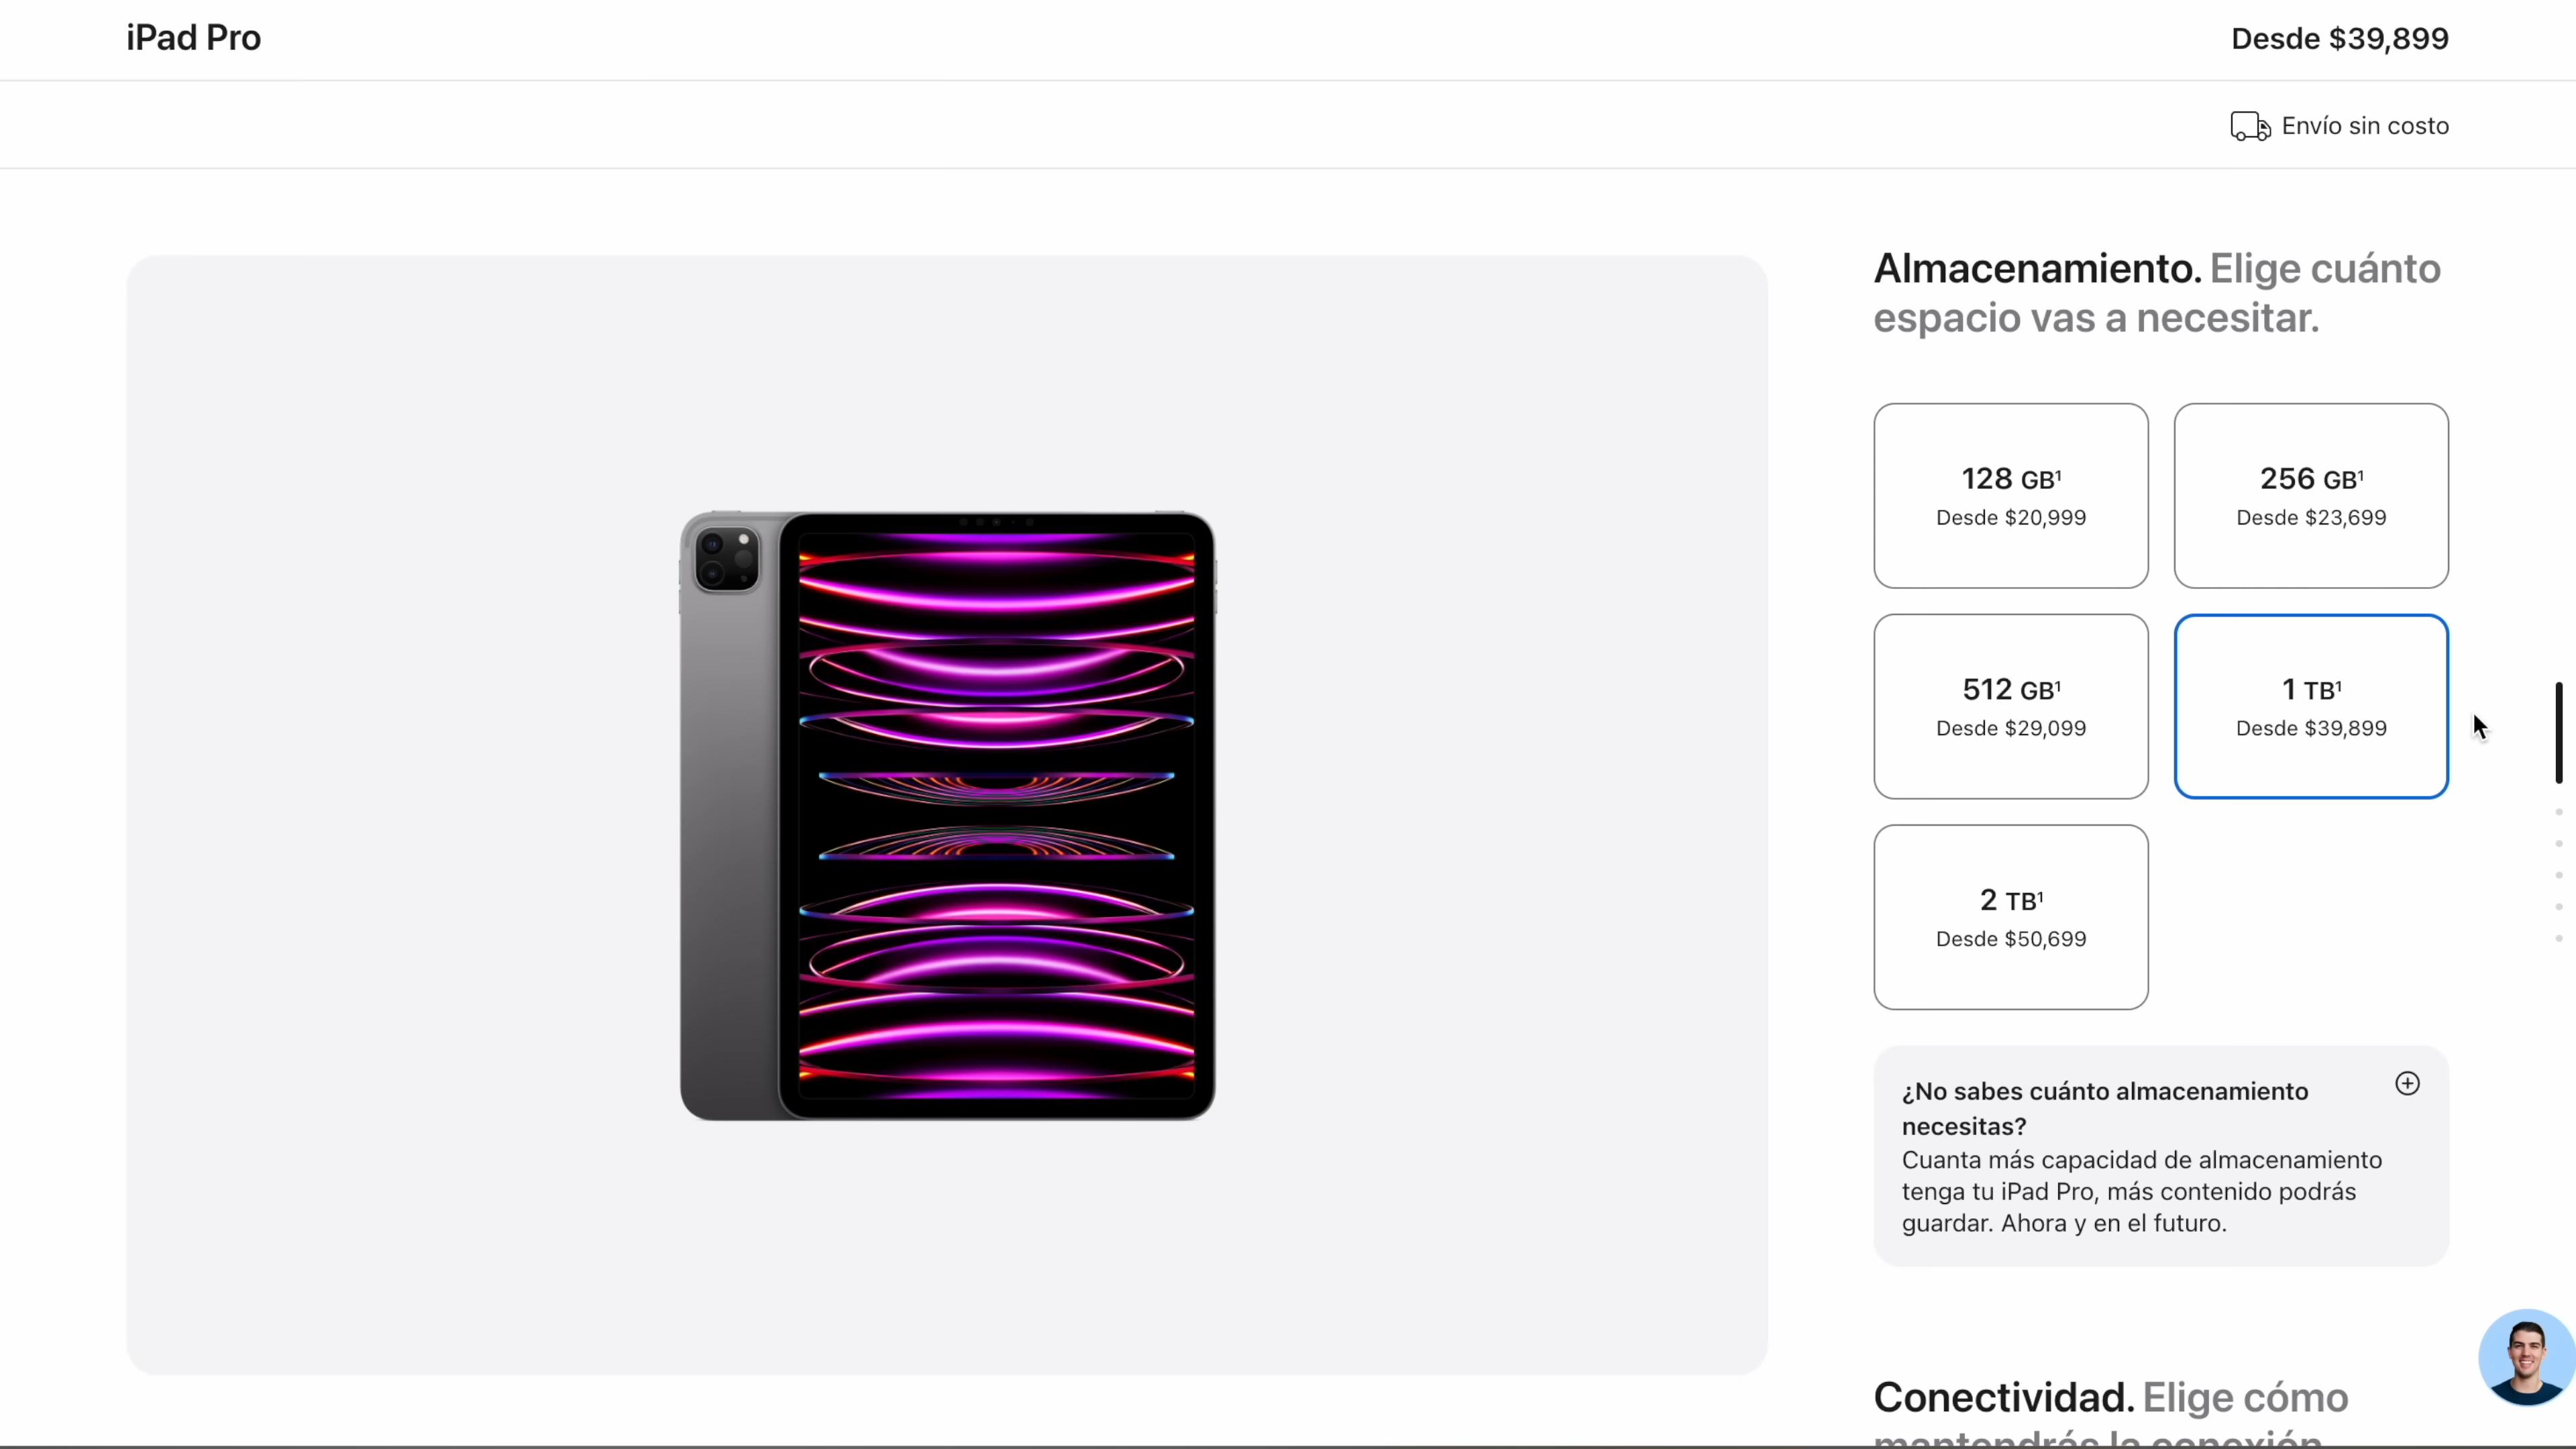 iPad Pro
Desde $39,899
Envío sin costo
Almacenamiento. Elige cuánto
espacio vas a necesitar.
128 GB¹
Desde $20,999
256 GB¹
Desde $23,699
512 GB¹
Desde $29,099
1 TB¹
Desde $39,899
2 TB¹
Desde $50,699
¿No sabes cuánto almacenamiento
necesitas?
Cuanta más capacidad de almacenamiento
tenga tu iPad Pro, más contenido podrás
guardar. Ahora y en el futuro.
Conectividad. Elige cómo
mantendrás la conexión